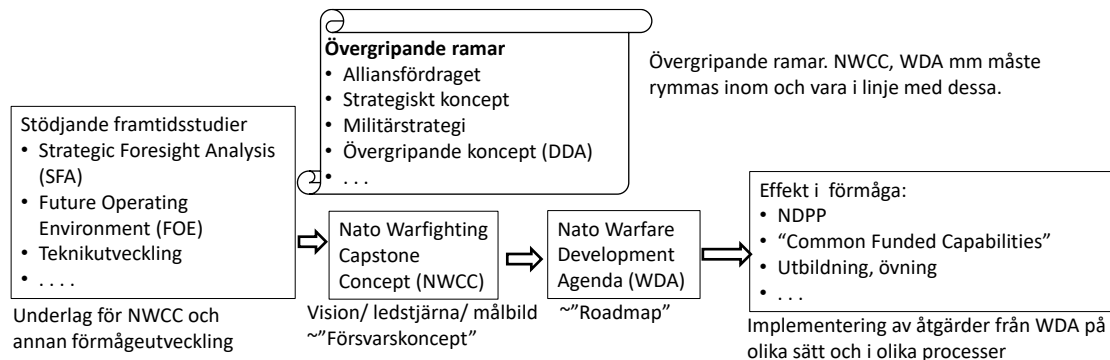 Övergripande ramar
• Alliansfördraget
• Strategiskt koncept
• Militärstrategi
• Övergripande koncept (DDA)
• . . .
Övergripande ramar. NWCC, WDA mm måste
rymmas inom och vara i linje med dessa.
Stödjande framtidsstudier
• Strategic Foresight Analysis
(SFA)
• Future Operating
Environment (FOE)
• Teknikutveckling
• . . . .
Underlag för NWCC och
annan förmågeutveckling
Nato Warfighting
Capstone
Concept (NWCC)
Vision/ ledstjärna/ målbild
~”Försvarskoncept”
Nato Warfare
Development
Agenda (WDA)
~”Roadmap”
Effekt i förmåga:
• NDPP
• “Common Funded Capabilities”
• Utbildning, övning
• . . .
Implementering av åtgärder från WDA på
olika sätt och i olika processer